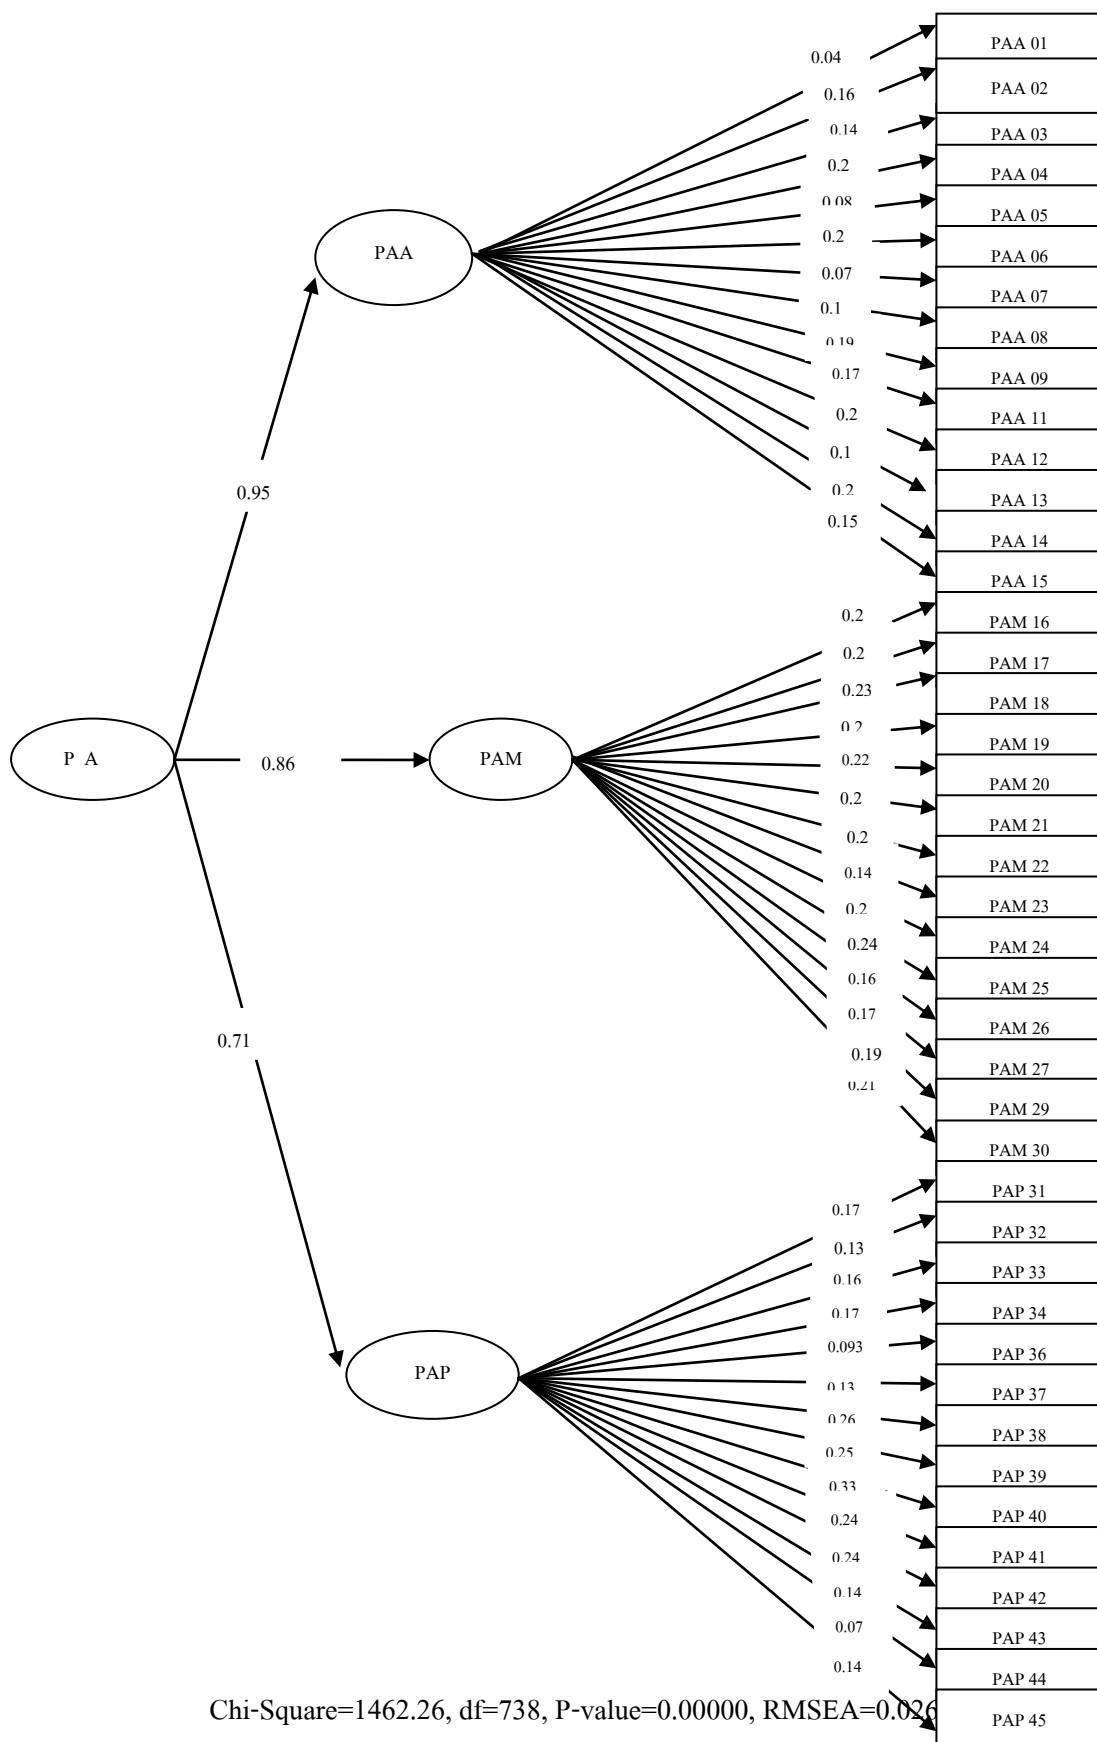 PAA 01
0.04
PAA 02
0.16
PAA 03
0.14
PAA 04
0.2
PAA 05
0.08
PAA 06
0.2
PAA
PAA 07
0.07
PAA 08
0.1
PAA 09
0.19
PAA 11
0.17
PAA 12
0.2
PAA 13
0.1
PAA 14
0.2
PAA 15
0.15
0.95
PAM 16
0.2
PAM 17
0.2
PAM 18
0.23
PAM 19
0.2
PAM 20
0.22
P A
0.86
PAM
PAM 21
0.2
PAM 22
0.2
PAM 23
0.14
PAM 24
0.2
PAM 25
0.24
PAM 26
0.16
PAM 27
0.17
PAM 29
0.19
PAM 30
0.21
0.71
PAP 31
0.17
PAP 32
0.13
PAP 33
0.16
PAP 34
0.17
PAP 36
0.093
PAP
PAP 37
0.13
PAP 38
0.26
PAP 39
0.25
PAP 40
0.33
PAP 41
0.24
PAP 42
0.24
PAP 43
0.14
PAP 44
0.07
PAP 45
0.14
Chi-Square=1462.26, df=738, P-value=0.00000, RMSEA=0.026